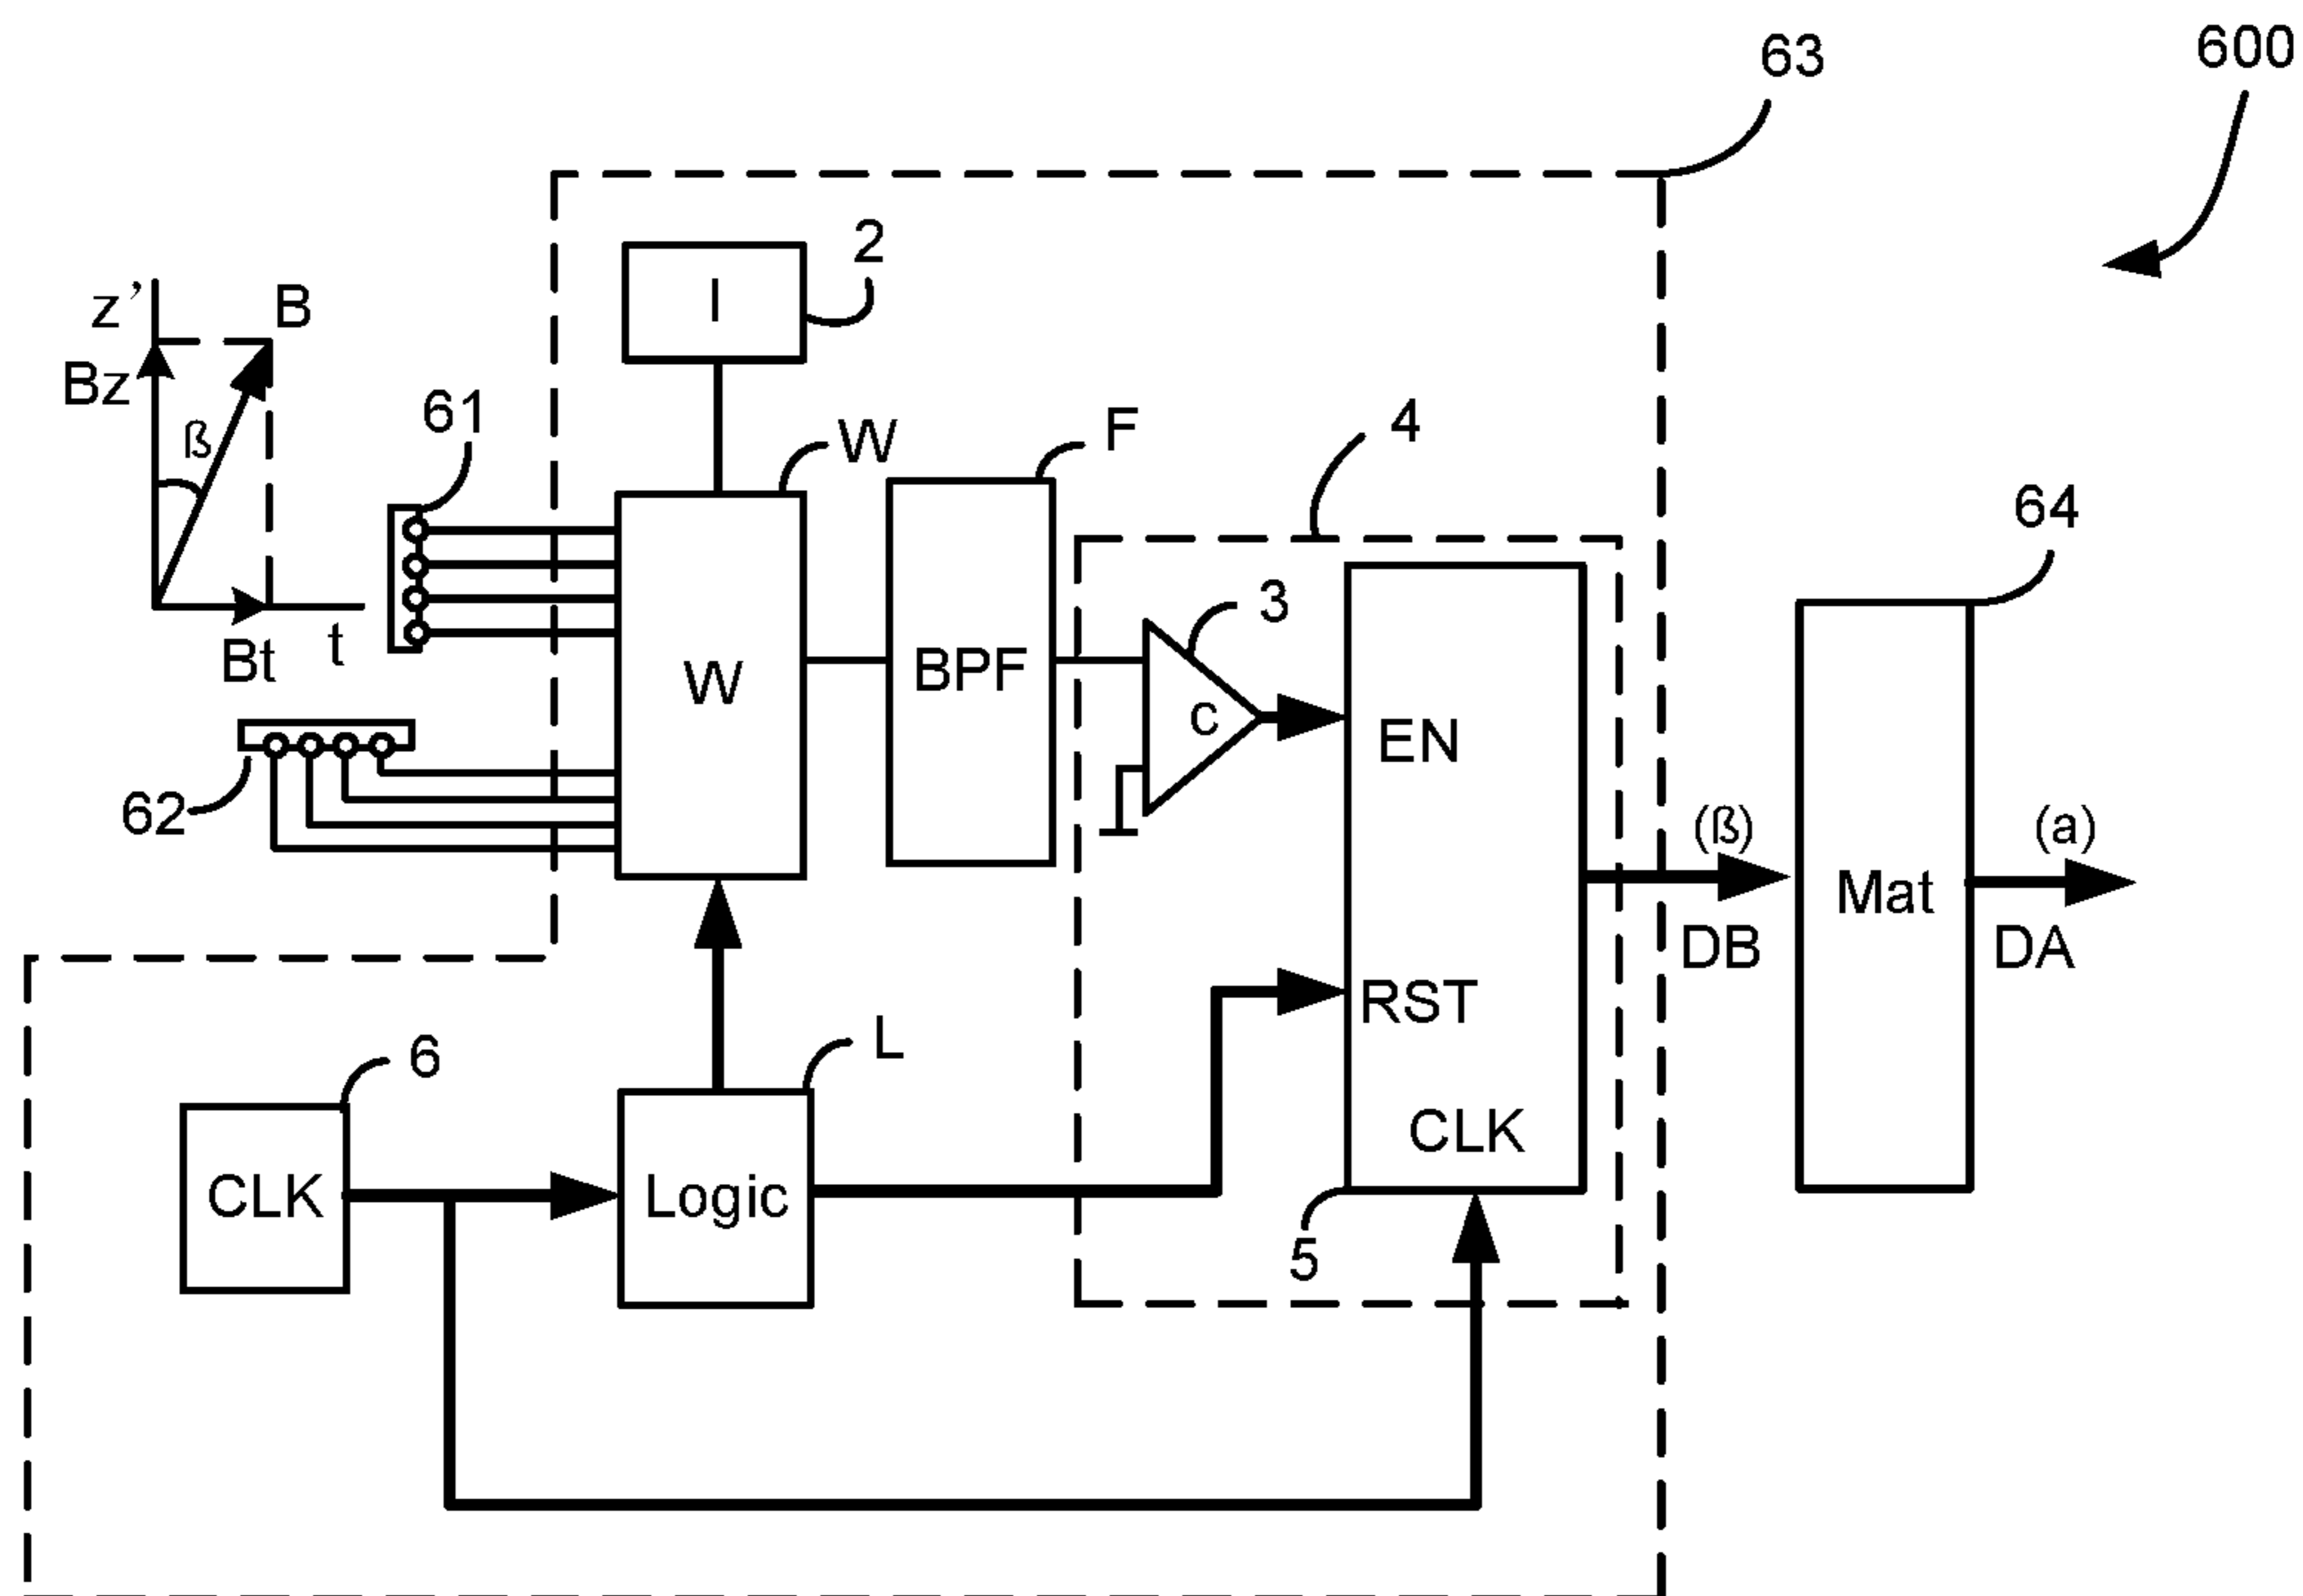 600
63
2
I
z’
B
Bz
ß
61
W
F
4
64
3
Bt
t
W
BPF
C
EN
62
(ß)
(a)
Mat
DB
DA
RST
6
L
CLK
CLK
Logic
5